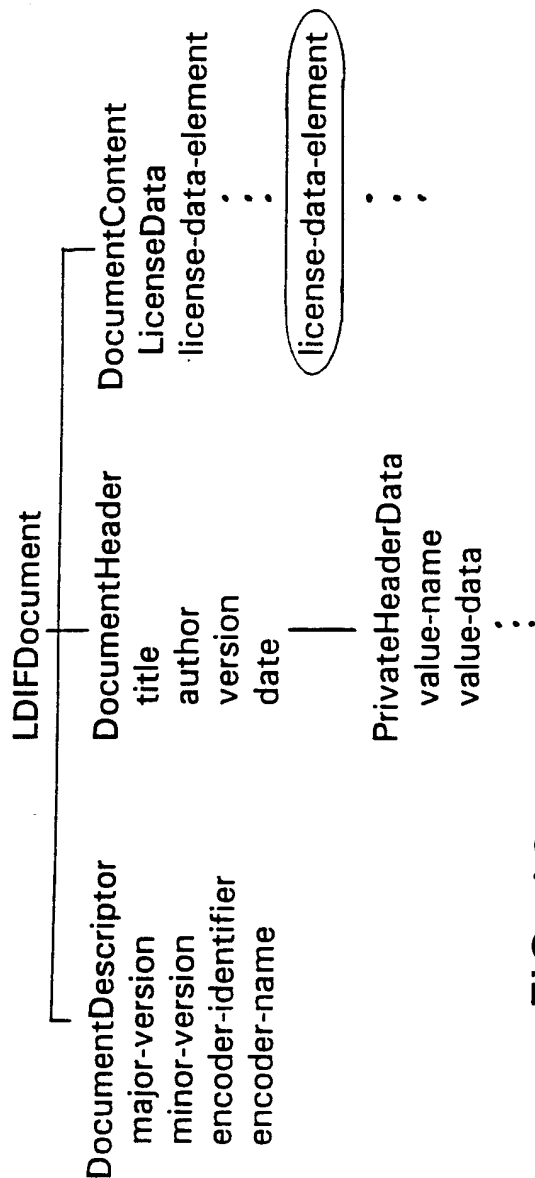 LDIFDocument
DocumentDescriptor
major-version
minor-version
encoder-identifier
encoder-name
DocumentHeader
title
author
version
date
PrivateHeaderData
value-name
value-data
DocumentContent
LicenseData
license-data-element
license-data-element